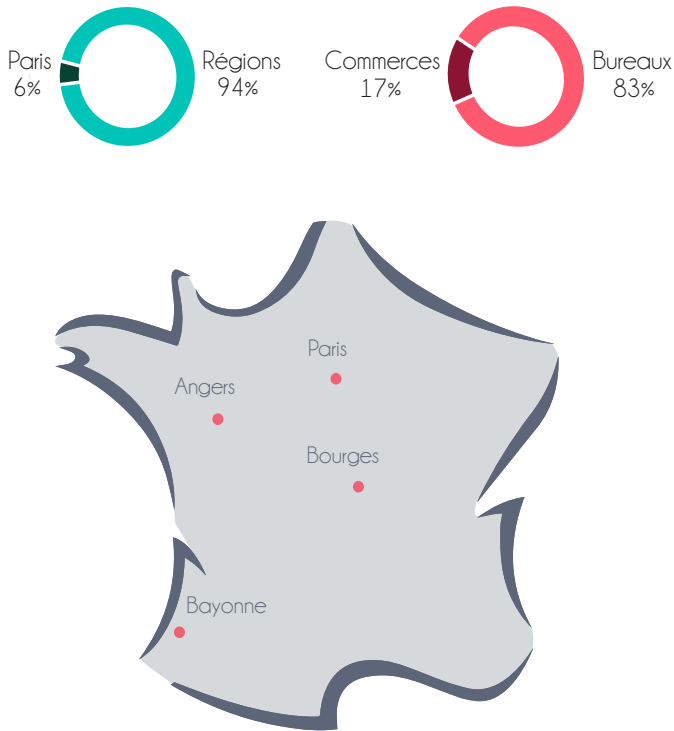 Paris
6%
Régions
94%
Commerces
17%
Bureaux
83%
Paris
Angers
Bourges
Bayonne